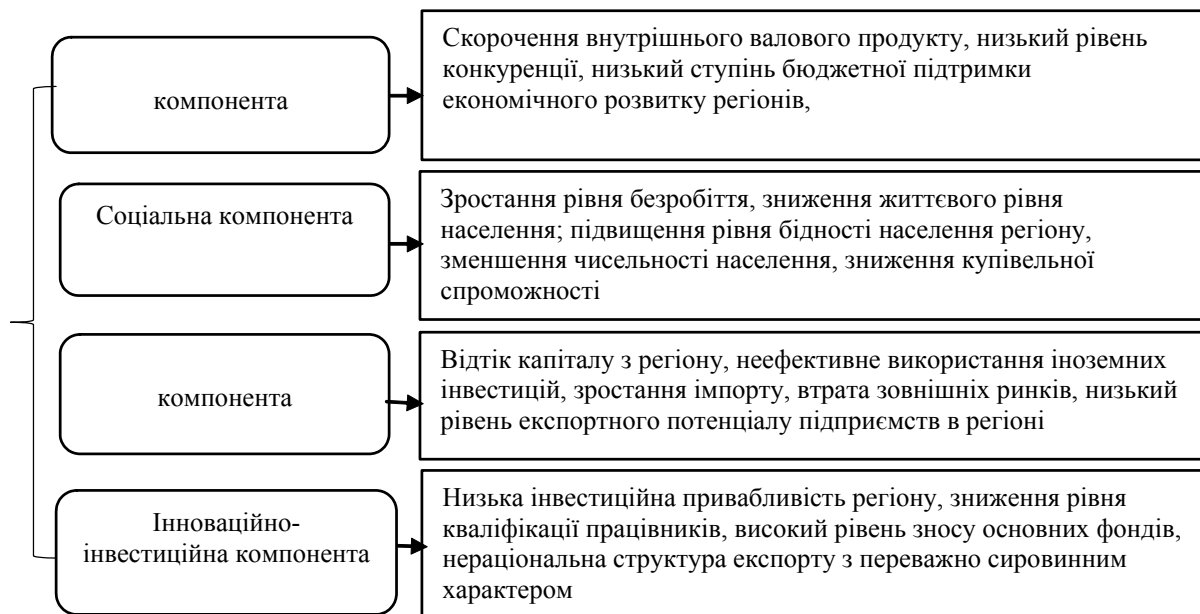 компонента
Скорочення внутрішнього валового продукту, низький рівень
конкуренції, низький ступінь бюджетної підтримки
економічного розвитку регіонів,
Соціальна компонента
Зростання рівня безробіття, зниження життєвого рівня
населення; підвищення рівня бідності населення регіону,
зменшення чисельності населення, зниження купівельної
спроможності
компонента
Відтік капіталу з регіону, неефективне використання іноземних
інвестицій, зростання імпорту, втрата зовнішніх ринків, низький
рівень експортного потенціалу підприємств в регіоні
Інноваційно-
інвестиційна компонента
Низька інвестиційна привабливість регіону, зниження рівня
кваліфікації працівників, високий рівень зносу основних фондів,
нераціональна структура експорту з переважно сировинним
характером